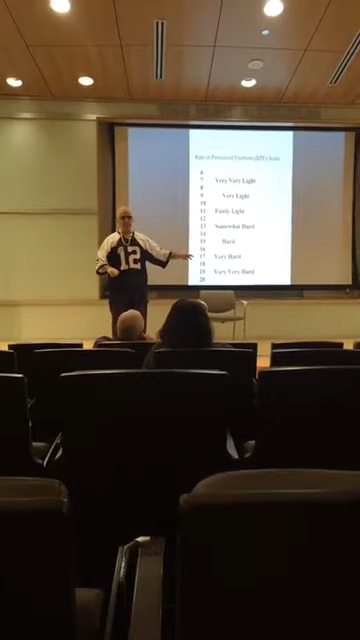 Rate of Perceived Exertion (RPE) Scale
6
7 Very Very Light
8
9 Very Light
10
11 Fairly Light
12
13 Somewhat Hard
14
15 Hard
16
17 Very Hard
18
19 Very Very Hard
20
12